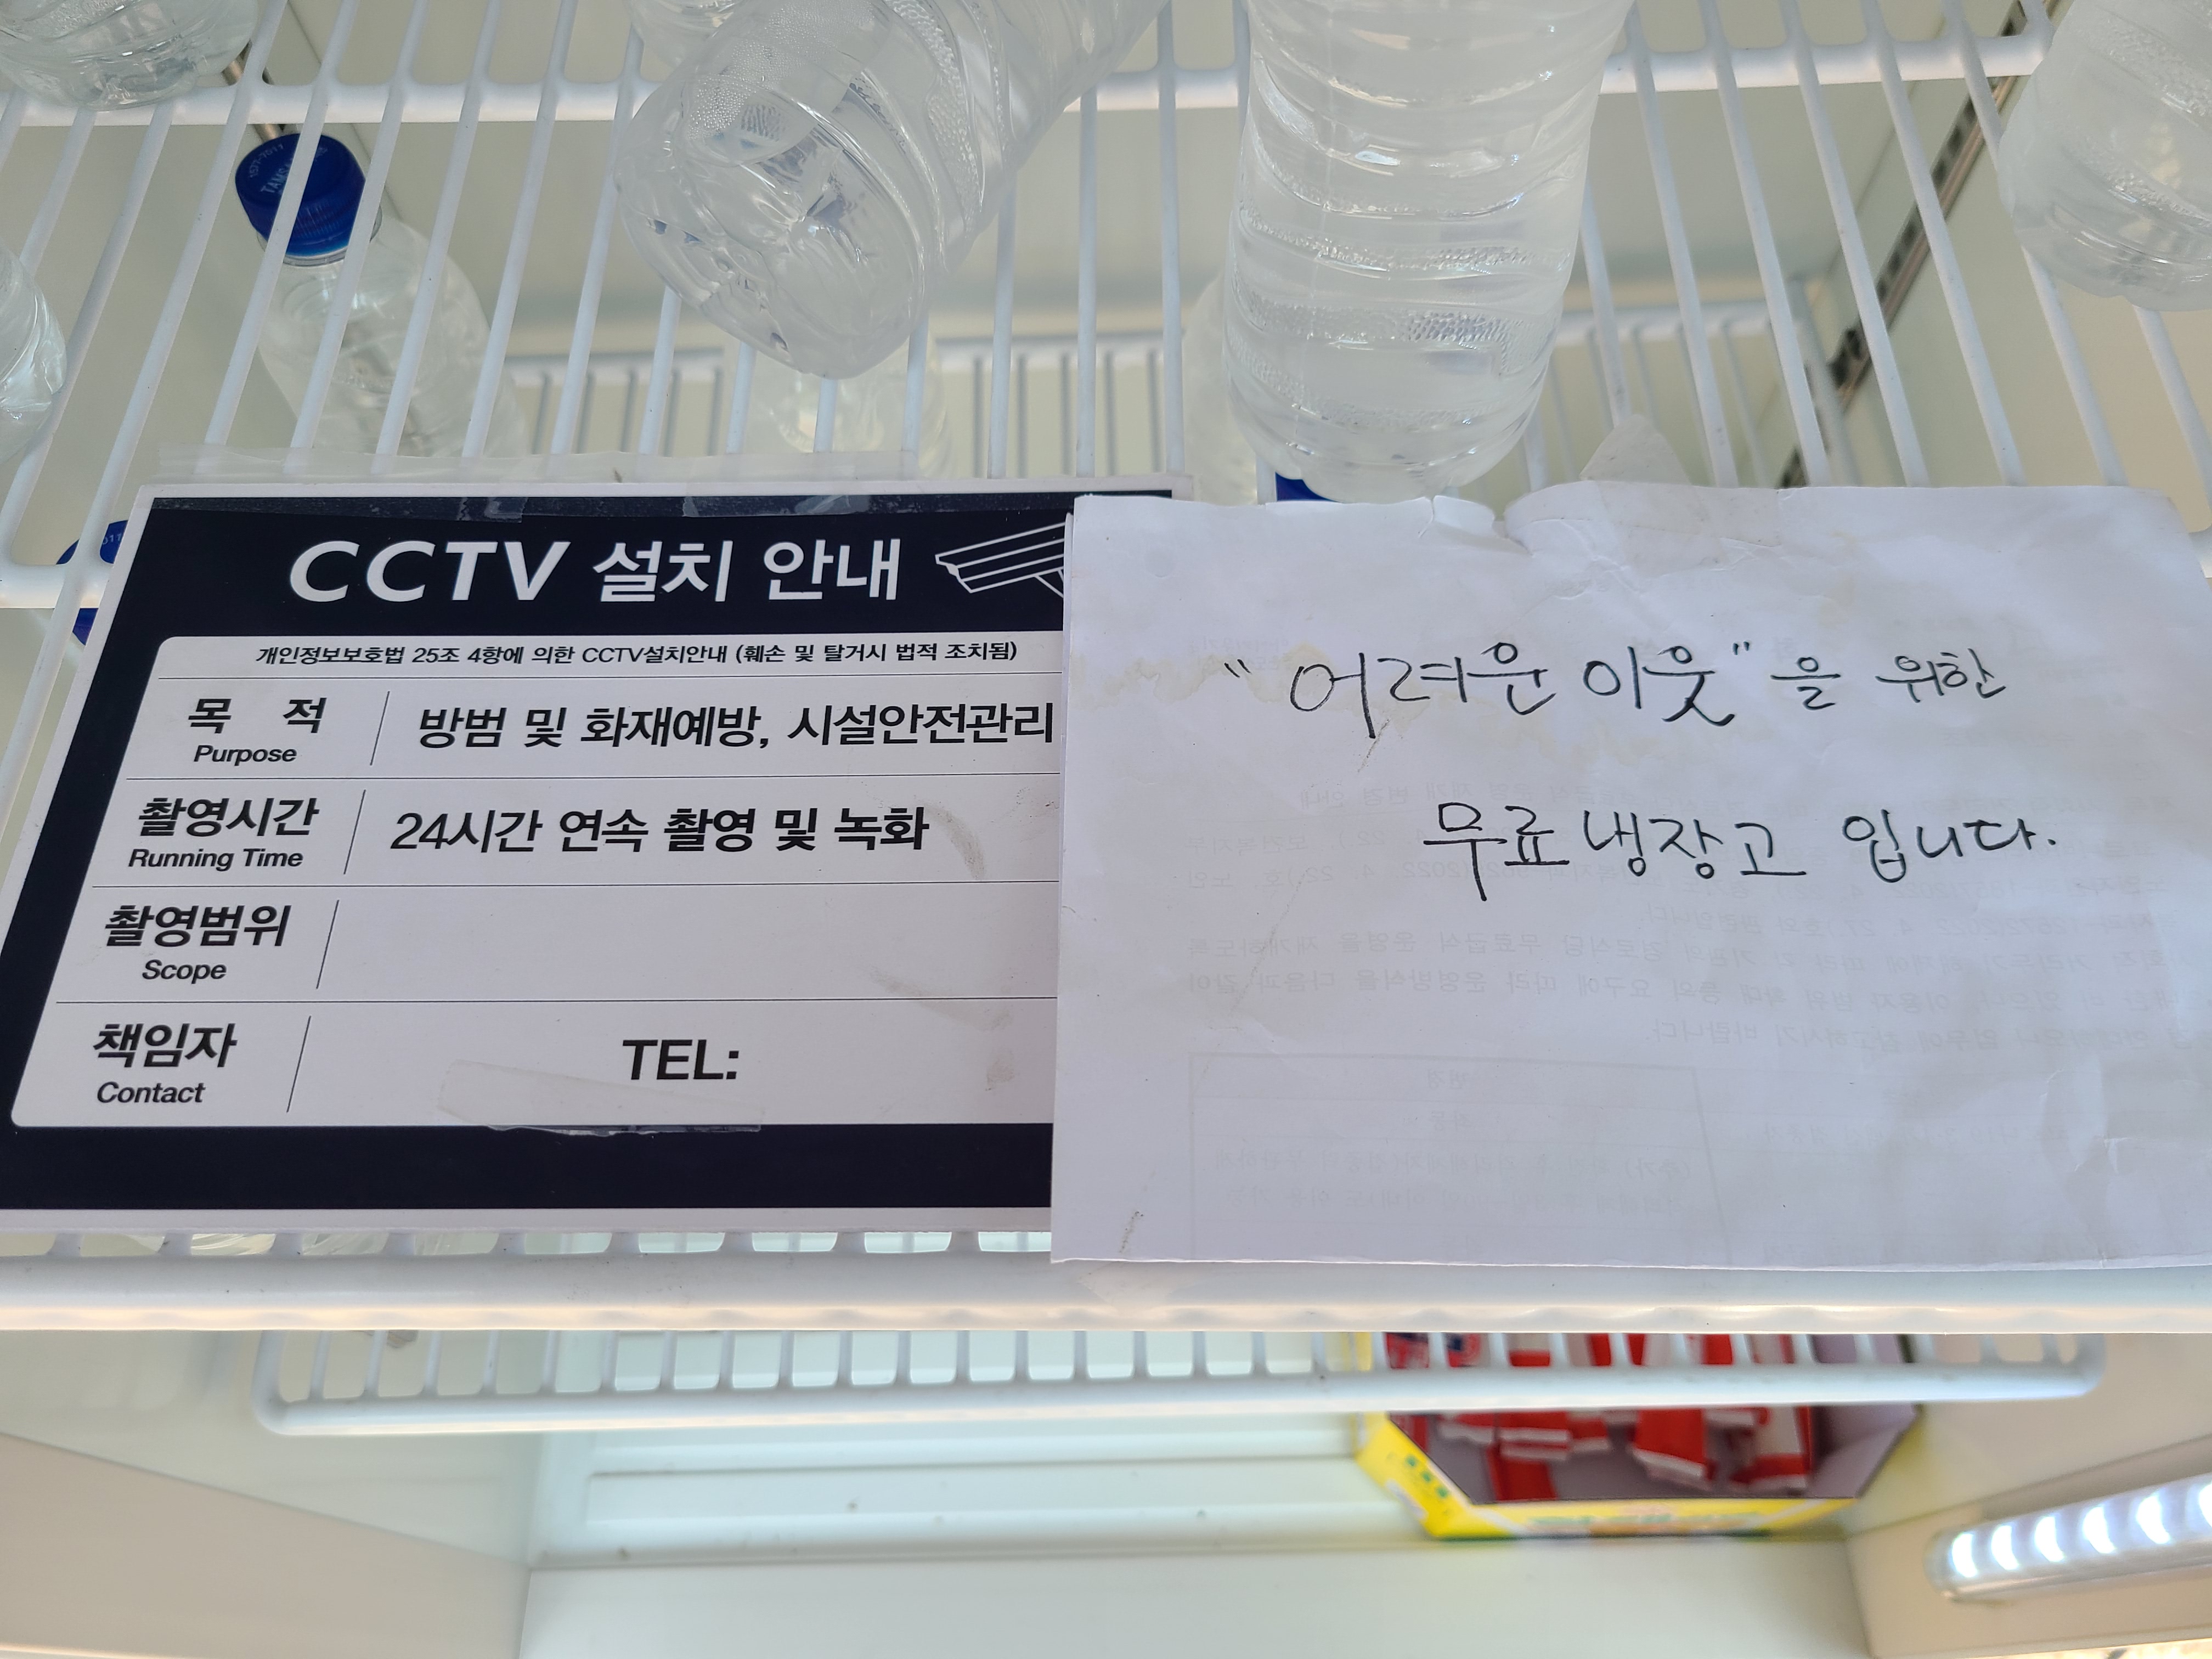 CCTV 설치 안내
개인정보보호법 25조 4항에 의한 CCTV설치안내 (훼손 및 탈거시 법적 조치됨)
목 적
Purpose
방범 및 화재예방, 시설안전관리
촬영시간
Running Time
24시간 연속 촬영 및 녹화
촬영범위
Scope
책임자
Contact
TEL:
"어려운 이웃"을 위한
무료냉장고 입니다.